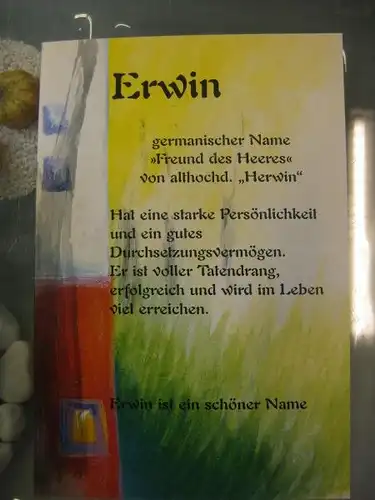 Erwin
germanischer Name
»Freund des Heeres«
von althochd. „Herwin“
Hat eine starke Persönlichkeit
und ein gutes
Durchsetzungsvermögen.
Er ist voller Tatendrang,
erfolgreich und wird im Leben
viel erreichen.
Erwin ist ein schöner Name